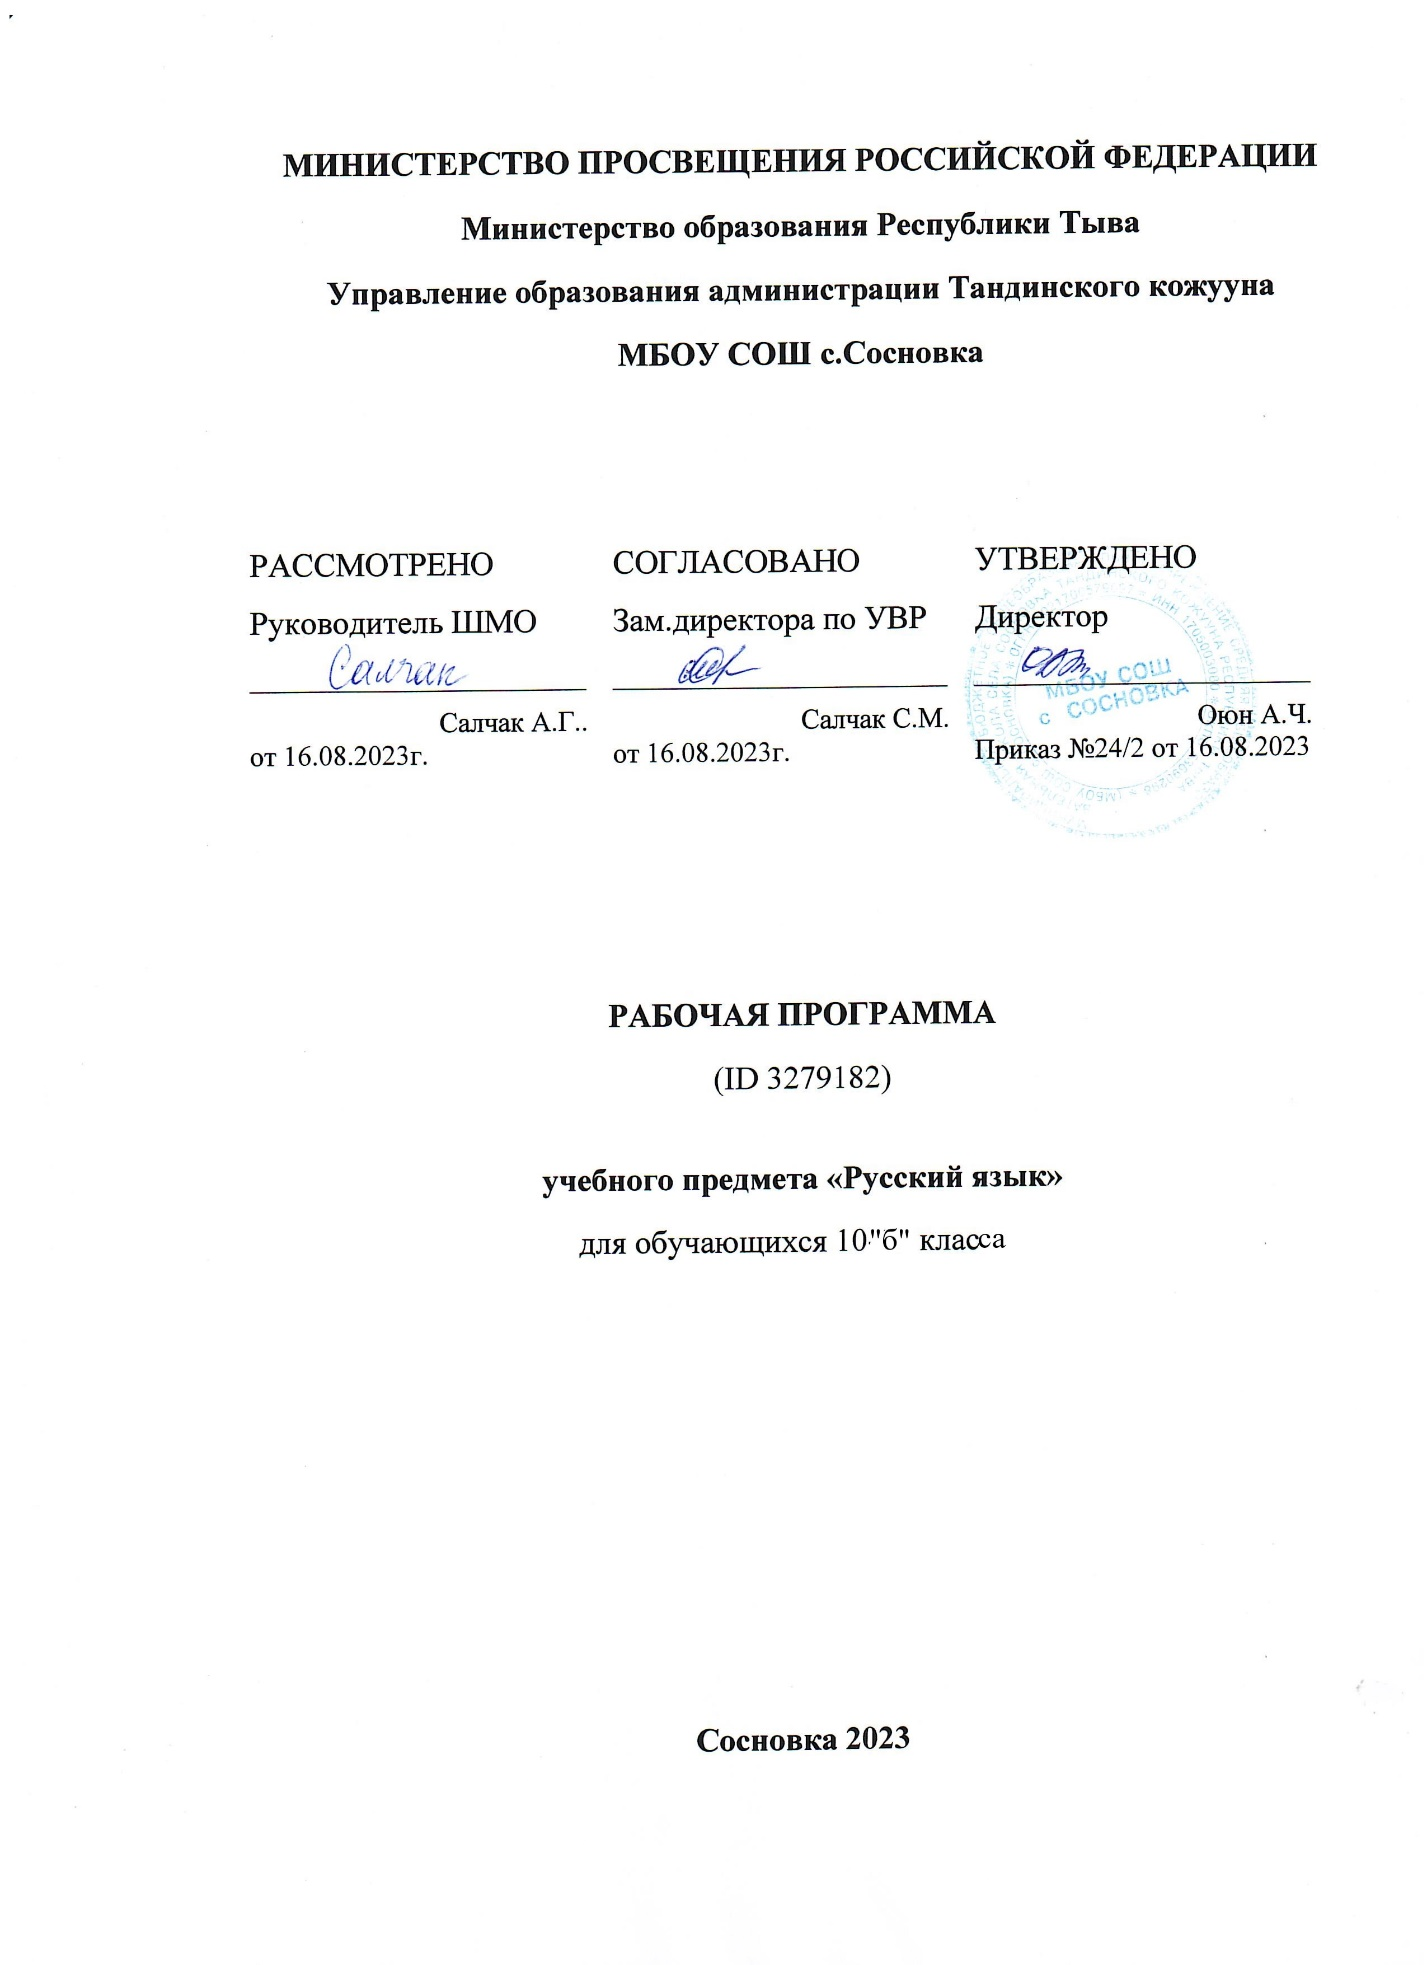 МИНИСТЕРСТВО ПРОСВЕЩЕНИЯ РОССИЙСКОЙ ФЕДЕРАЦИИ
Министерство образования Республики Тыва
Управление образования администрации Тандинского кожууна
МБОУ СОШ с.Сосновка
РАССМОТРЕНО
Руководитель ШМО
Салчак
Салчак А.Г..
от 16.08.2023г.
СОГЛАСОВАНО
Зам.директора по УВР
Салчак С.М.
от 16.08.2023г.
УТВЕРЖДЕНО
Директор
МБОУ СОШ
с СОСНОВКА
Оюн А.Ч.
Приказ №24/2 от 16.08.2023
РАБОЧАЯ ПРОГРАММА
(ID 3279182)
учебного предмета «Русский язык»
для обучающихся 10."б" класса
Сосновка 2023